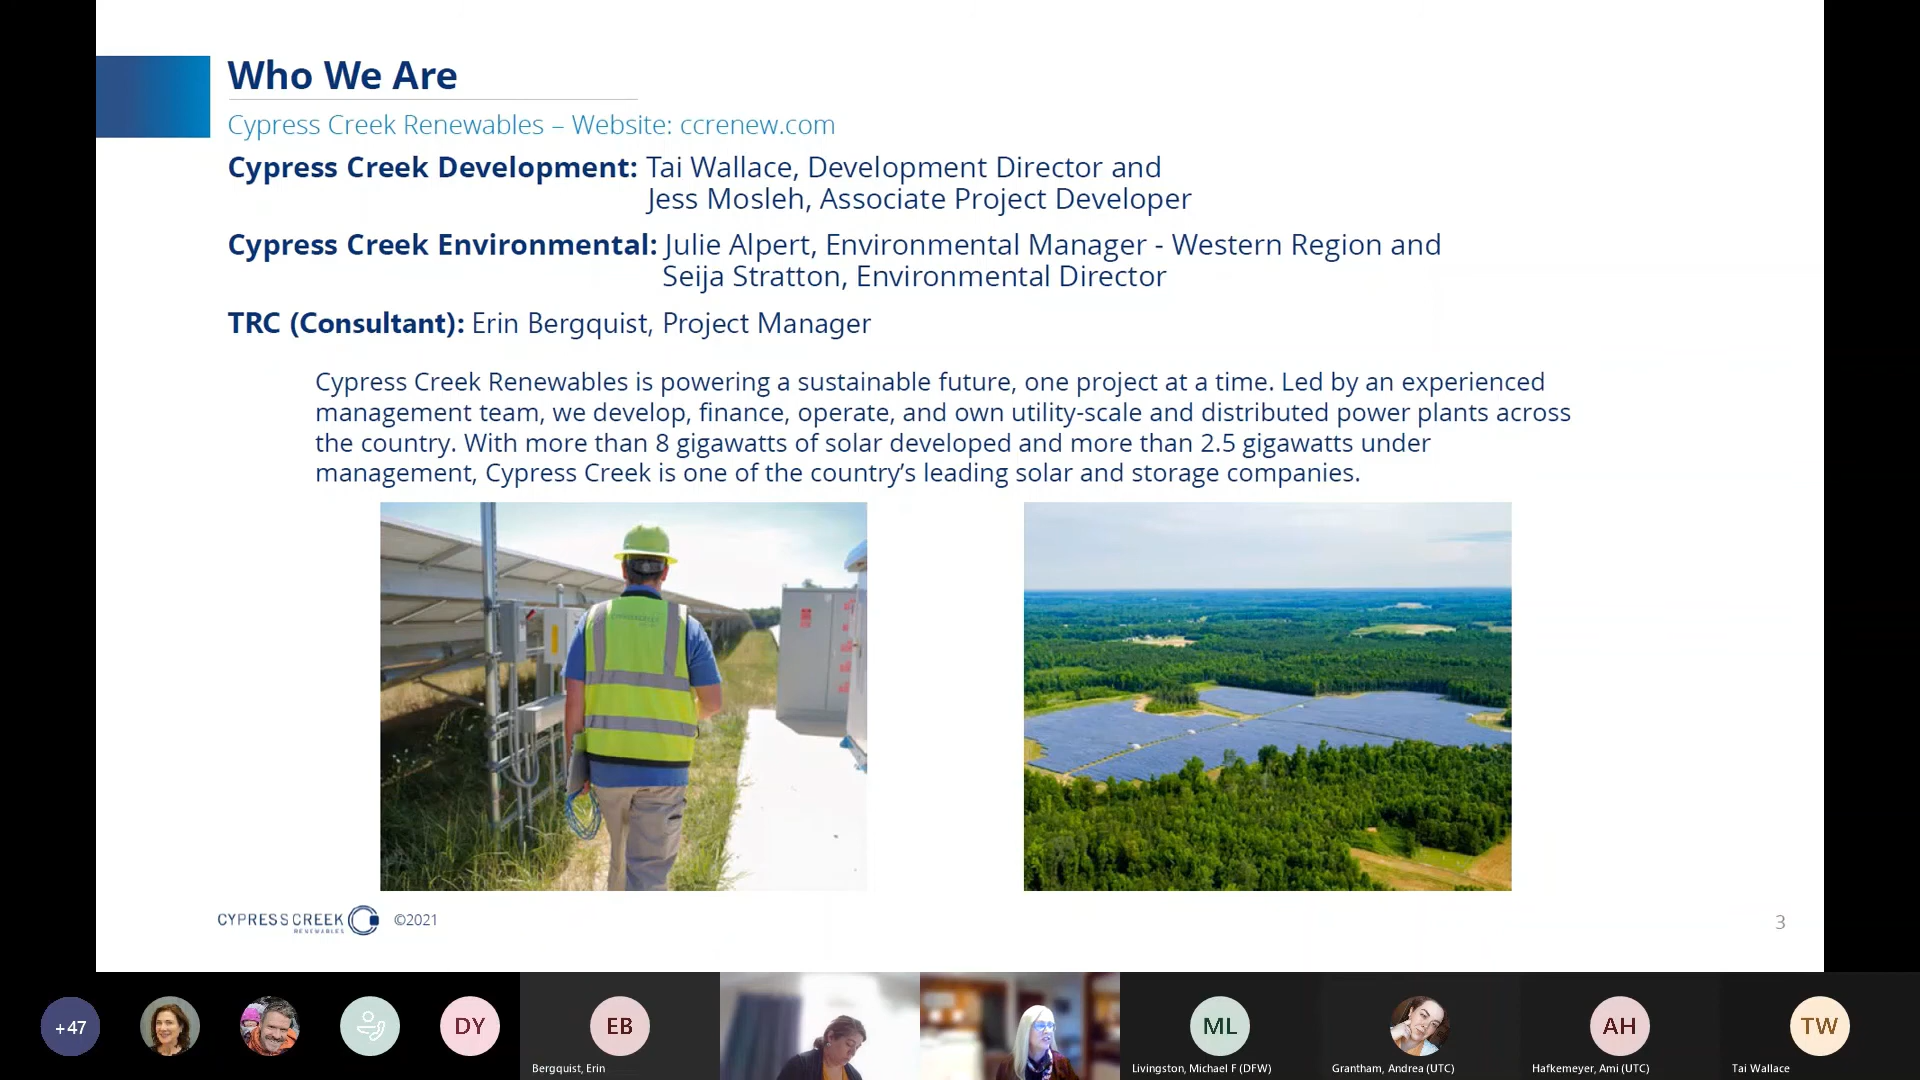 Who We Are
Cypress Creek Renewables – Website: ccrenew.com
Cypress Creek Development: Tai Wallace, Development Director and
Jess Mosleh, Associate Project Developer
Cypress Creek Environmental: Julie Alpert, Environmental Manager - Western Region and
Seija Stratton, Environmental Director
TRC (Consultant): Erin Bergquist, Project Manager
Cypress Creek Renewables is powering a sustainable future, one project at a time. Led by an experienced
management team, we develop, finance, operate, and own utility-scale and distributed power plants across
the country. With more than 8 gigawatts of solar developed and more than 2.5 gigawatts under
management, Cypress Creek is one of the country’s leading solar and storage companies.
CYPRESS CREEK
RENEWABLES
©2021
3
+47
DY
EB
ML
AH
TW
Bergquist, Erin
Livingston, Michael F (DFW)
Grantham, Andrea (UTC)
Hafkemeyer, Ami (UTC)
Tai Wallace